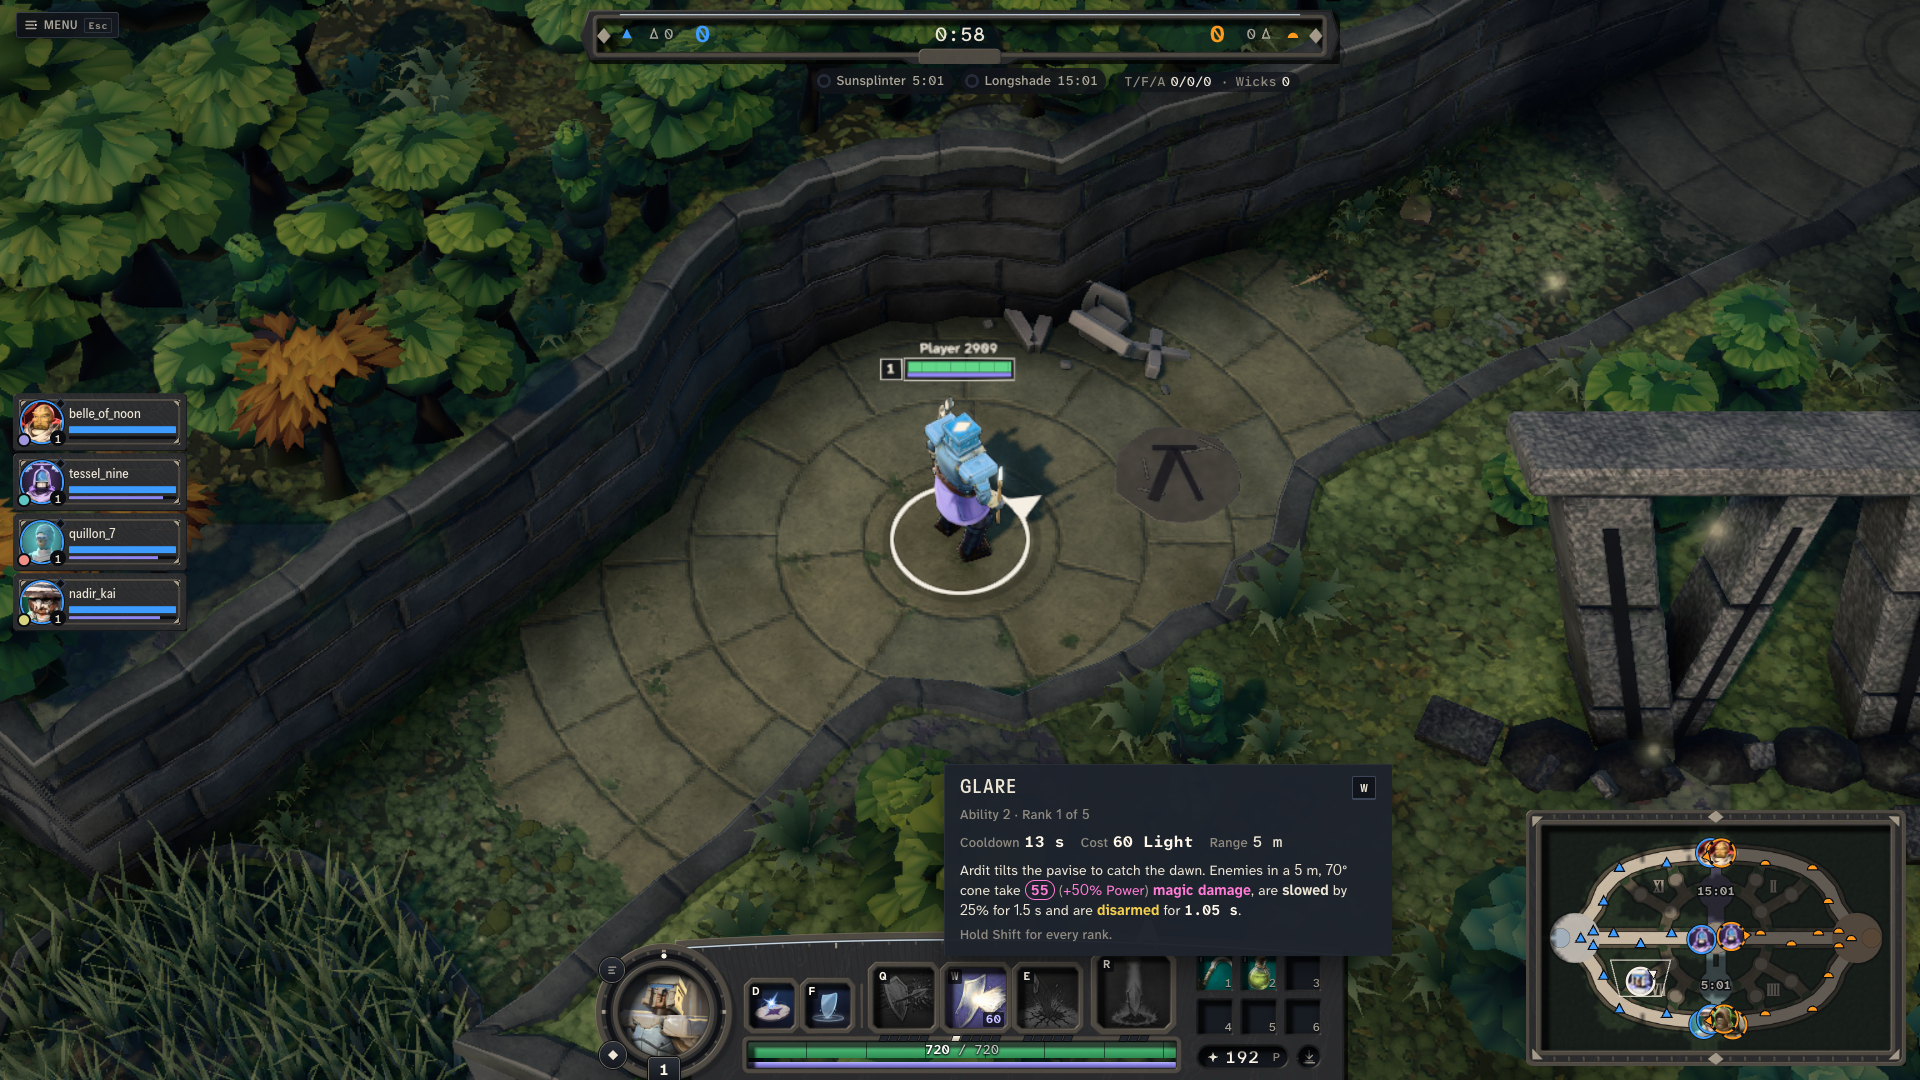 MENU Esc
0 0 0:58 0 0
Sunsplinter 5:01 Longshade 15:01 T/F/A 0/0/0 · Wicks 0
Player 2909
1
belle_of_noon
1
tessel_nine
1
quillon_7
1
nadir_kai
1
GLARE W
Ability 2 · Rank 1 of 5
Cooldown 13 s Cost 60 Light Range 5 m
Ardit tilts the pavise to catch the dawn. Enemies in a 5 m, 70°
cone take 55 (+50% Power) magic damage, are slowed by
25% for 1.5 s and are disarmed for 1.05 s.
Hold Shift for every rank.
XI II
15:01
5:01
IIII
D F Q W E R
60
1 2 3
4 5 6
720 / 720
192 P
1